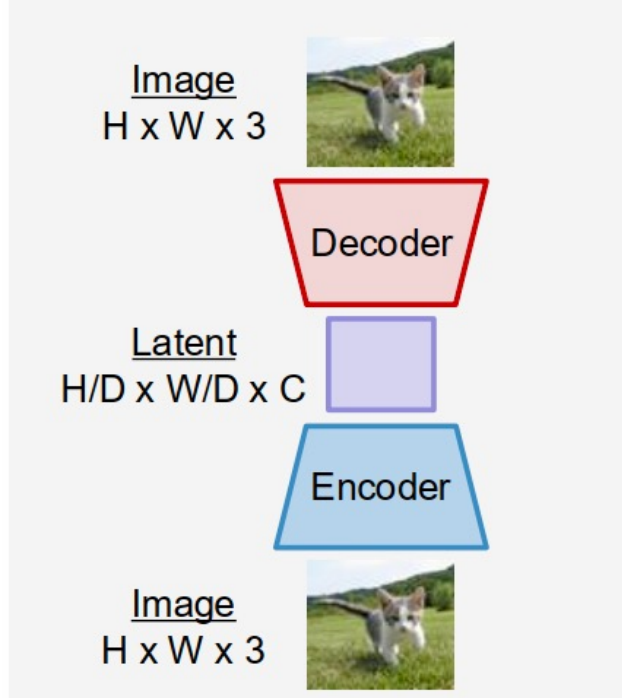 Image
H x W x 3
Decoder
Latent
H/D x W/D x C
Encoder
Image
H x W x 3